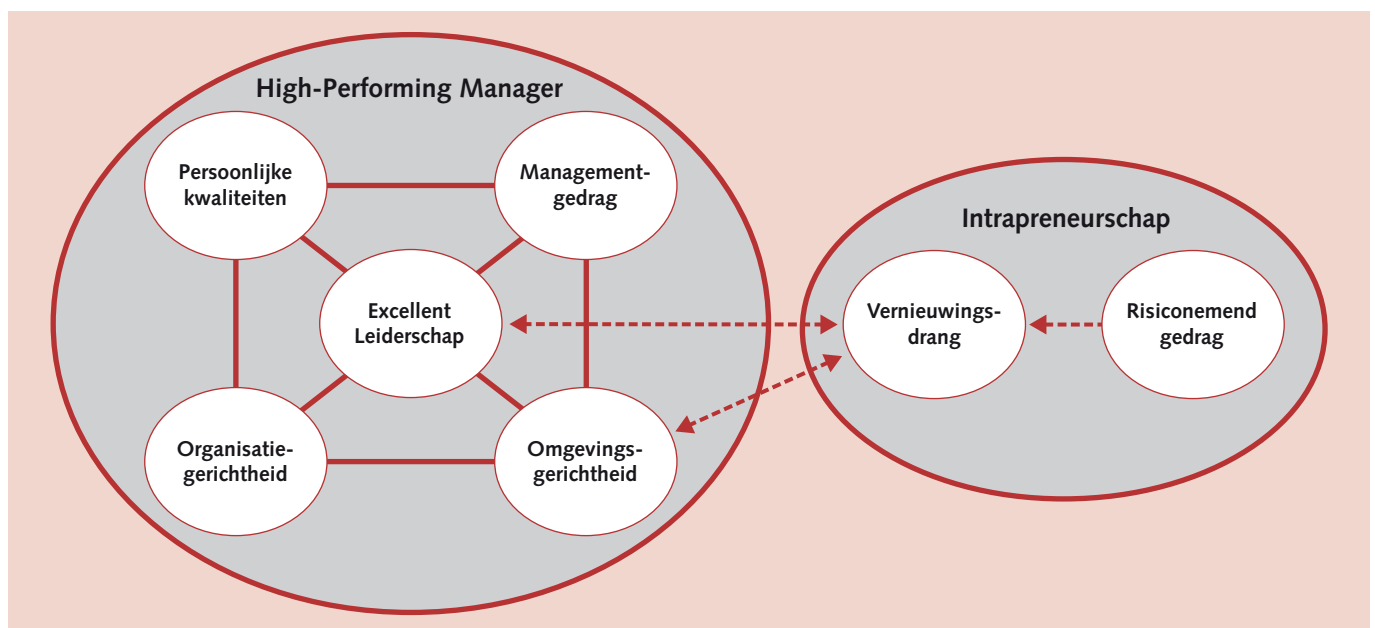 High-Performing Manager
Persoonlijke
kwaliteiten
Management-
gedrag
Excellent
Leiderschap
Organisatie-
gerichtheid
Omgevings-
gerichtheid
Intrapreneurschap
Vernieuwings-
drang
Risiconemend
gedrag